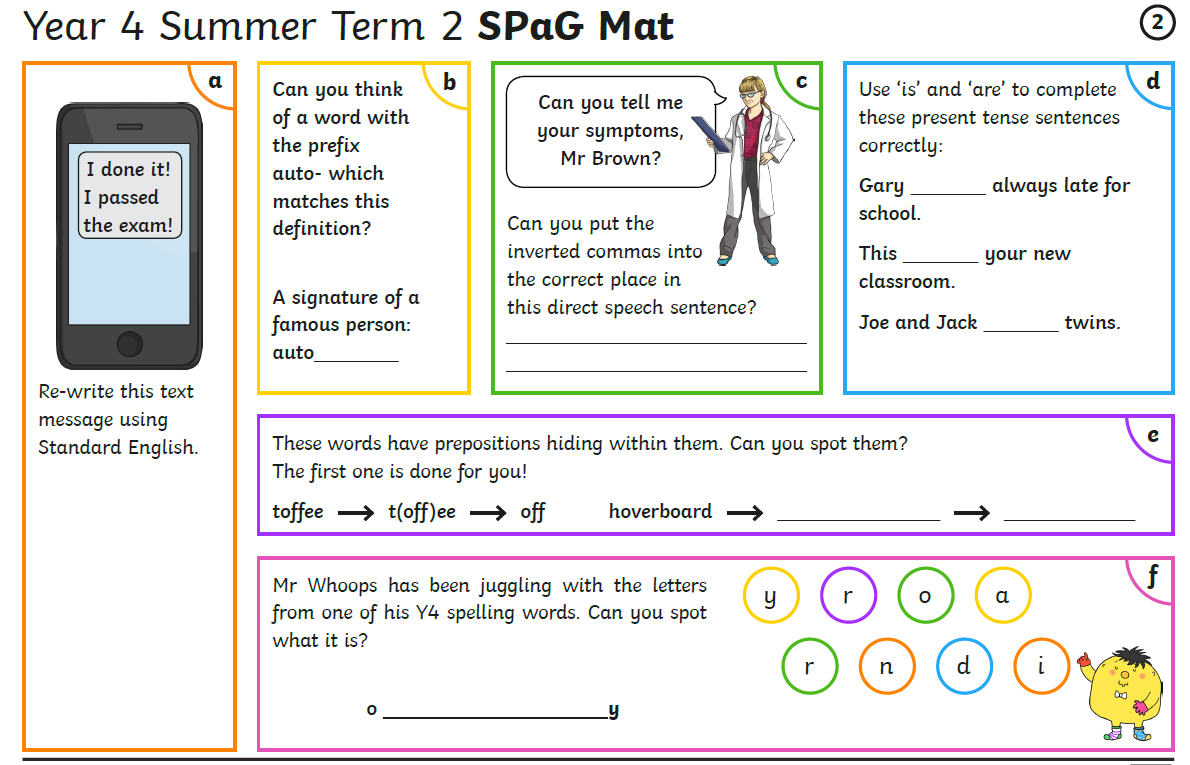 Year 4 Summer Term 2 SPaG Mat
2
a
I done it!
I passed
the exam!
Re-write this text
message using
Standard English.
b
Can you think
of a word with
the prefix
auto- which
matches this
definition?
A signature of a
famous person:
auto________
c
Can you tell me
your symptoms,
Mr Brown?
Can you put the
inverted commas into
the correct place in
this direct speech sentence?
d
Use ‘is’ and ‘are’ to complete
these present tense sentences
correctly:
Gary _______ always late for
school.
This _______ your new
classroom.
Joe and Jack _______ twins.
e
These words have prepositions hiding within them. Can you spot them?
The first one is done for you!
toffee → t(off)ee → off hoverboard → _______________ → ____________
f
Mr Whoops has been juggling with the letters
from one of his Y4 spelling words. Can you spot
what it is?
y r o a
r n d i
o _____________________y